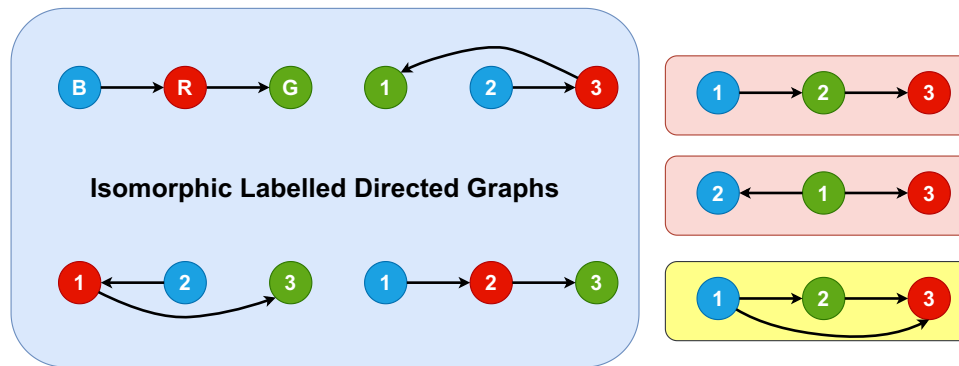 B R G 1 2 3
1 2 3
Isomorphic Labelled Directed Graphs
2 1 3
1 2 3 1 2 3
1 2 3